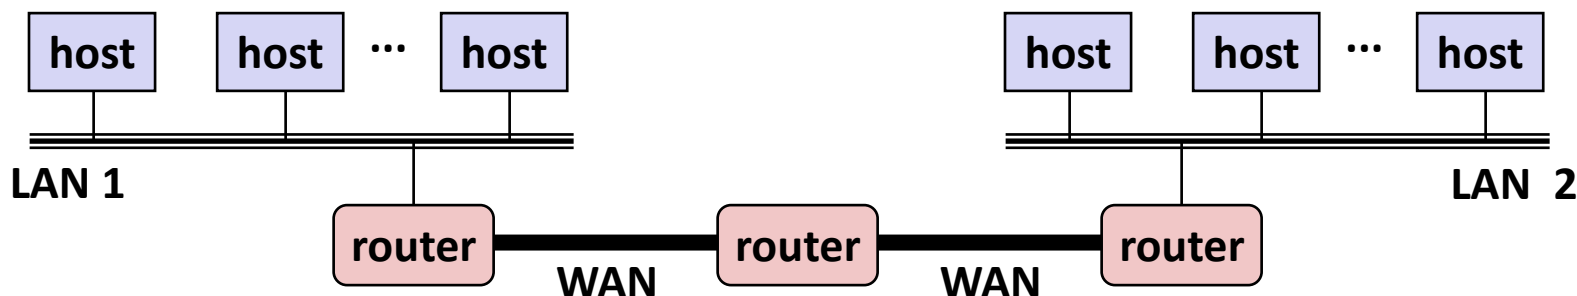 host host ... host host host ... host
LAN 1 LAN 2
router router router
WAN WAN